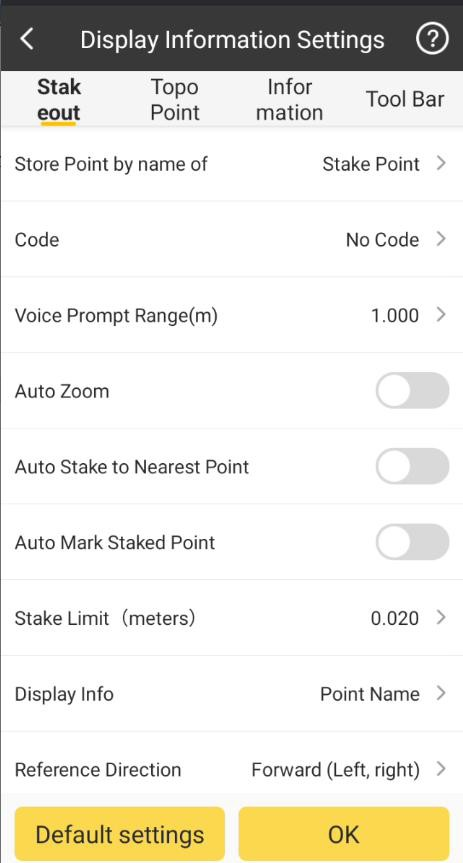 Display Information Settings ?
Stak Topo Infor Tool Bar
eout Point mation
Store Point by name of Stake Point
Code No Code
Voice Prompt Range(m) 1.000
Auto Zoom
Auto Stake to Nearest Point
Auto Mark Staked Point
Stake Limit（meters） 0.020
Display Info Point Name
Reference Direction Forward (Left, right)
Default settings OK